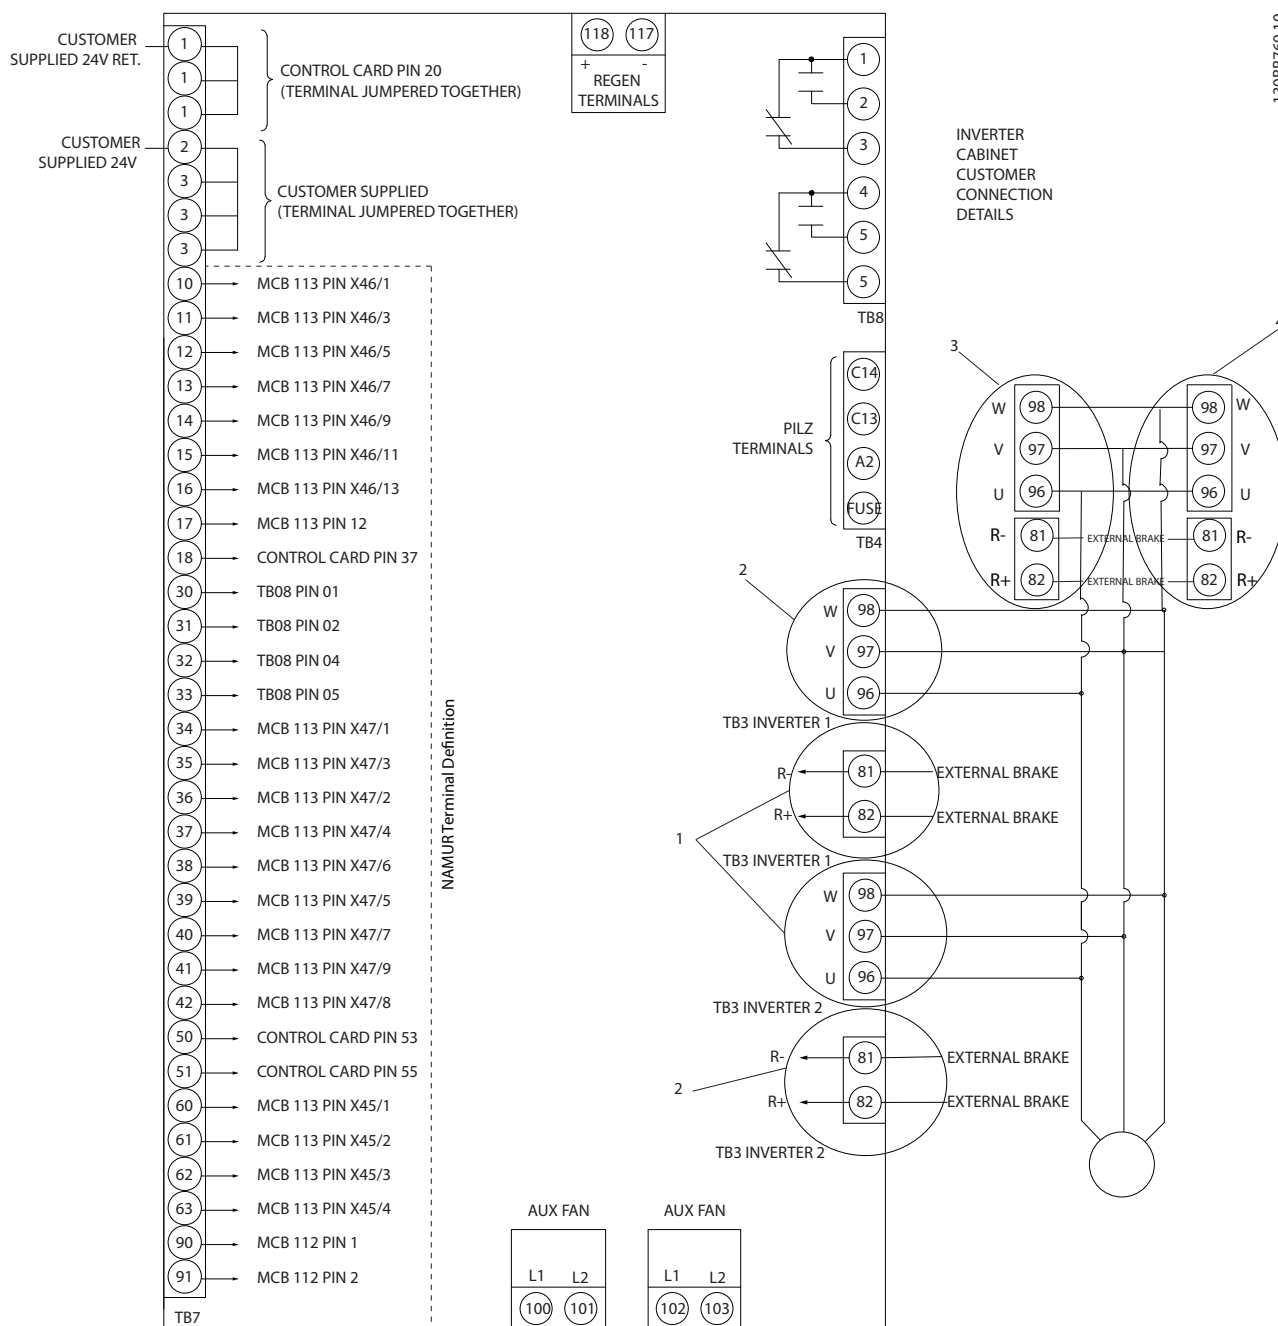 CUSTOMER
SUPPLIED 24V RET.
1
1
1
CONTROL CARD PIN 20
(TERMINAL JUMPERED TOGETHER)
CUSTOMER
SUPPLIED 24V
2
3
3
3
CUSTOMER SUPPLIED
(TERMINAL JUMPERED TOGETHER)
10 MCB 113 PIN X46/1
11 MCB 113 PIN X46/3
12 MCB 113 PIN X46/5
13 MCB 113 PIN X46/7
14 MCB 113 PIN X46/9
15 MCB 113 PIN X46/11
16 MCB 113 PIN X46/13
17 MCB 113 PIN 12
18 CONTROL CARD PIN 37
30 TB08 PIN 01
31 TB08 PIN 02
32 TB08 PIN 04
33 TB08 PIN 05
34 MCB 113 PIN X47/1
35 MCB 113 PIN X47/3
36 MCB 113 PIN X47/2
37 MCB 113 PIN X47/4
38 MCB 113 PIN X47/6
39 MCB 113 PIN X47/5
40 MCB 113 PIN X47/7
41 MCB 113 PIN X47/9
42 MCB 113 PIN X47/8
50 CONTROL CARD PIN 53
51 CONTROL CARD PIN 55
60 MCB 113 PIN X45/1
61 MCB 113 PIN X45/2
62 MCB 113 PIN X45/3
63 MCB 113 PIN X45/4
90 MCB 112 PIN 1
91 MCB 112 PIN 2
TB7
NAMUR Terminal Definition
118 117
+ -
REGEN
TERMINALS
1
2
3
4
5
5
TB8
PILZ
TERMINALS
C14
C13
A2
FUSE
TB4
2
W 98
V 97
U 96
TB3 INVERTER 1
1
R- 81 EXTERNAL BRAKE
R+ 82 EXTERNAL BRAKE
TB3 INVERTER 1
W 98
V 97
U 96
TB3 INVERTER 2
2
R- 81 EXTERNAL BRAKE
R+ 82 EXTERNAL BRAKE
TB3 INVERTER 2
AUX FAN
L1 L2
100 101
AUX FAN
L1 L2
102 103
INVERTER
CABINET
CUSTOMER
CONNECTION
DETAILS
3
W 98 98 W
V 97 97 V
U 96 96 U
R- 81 EXTERNAL BRAKE 81 R-
R+ 82 EXTERNAL BRAKE 82 R+